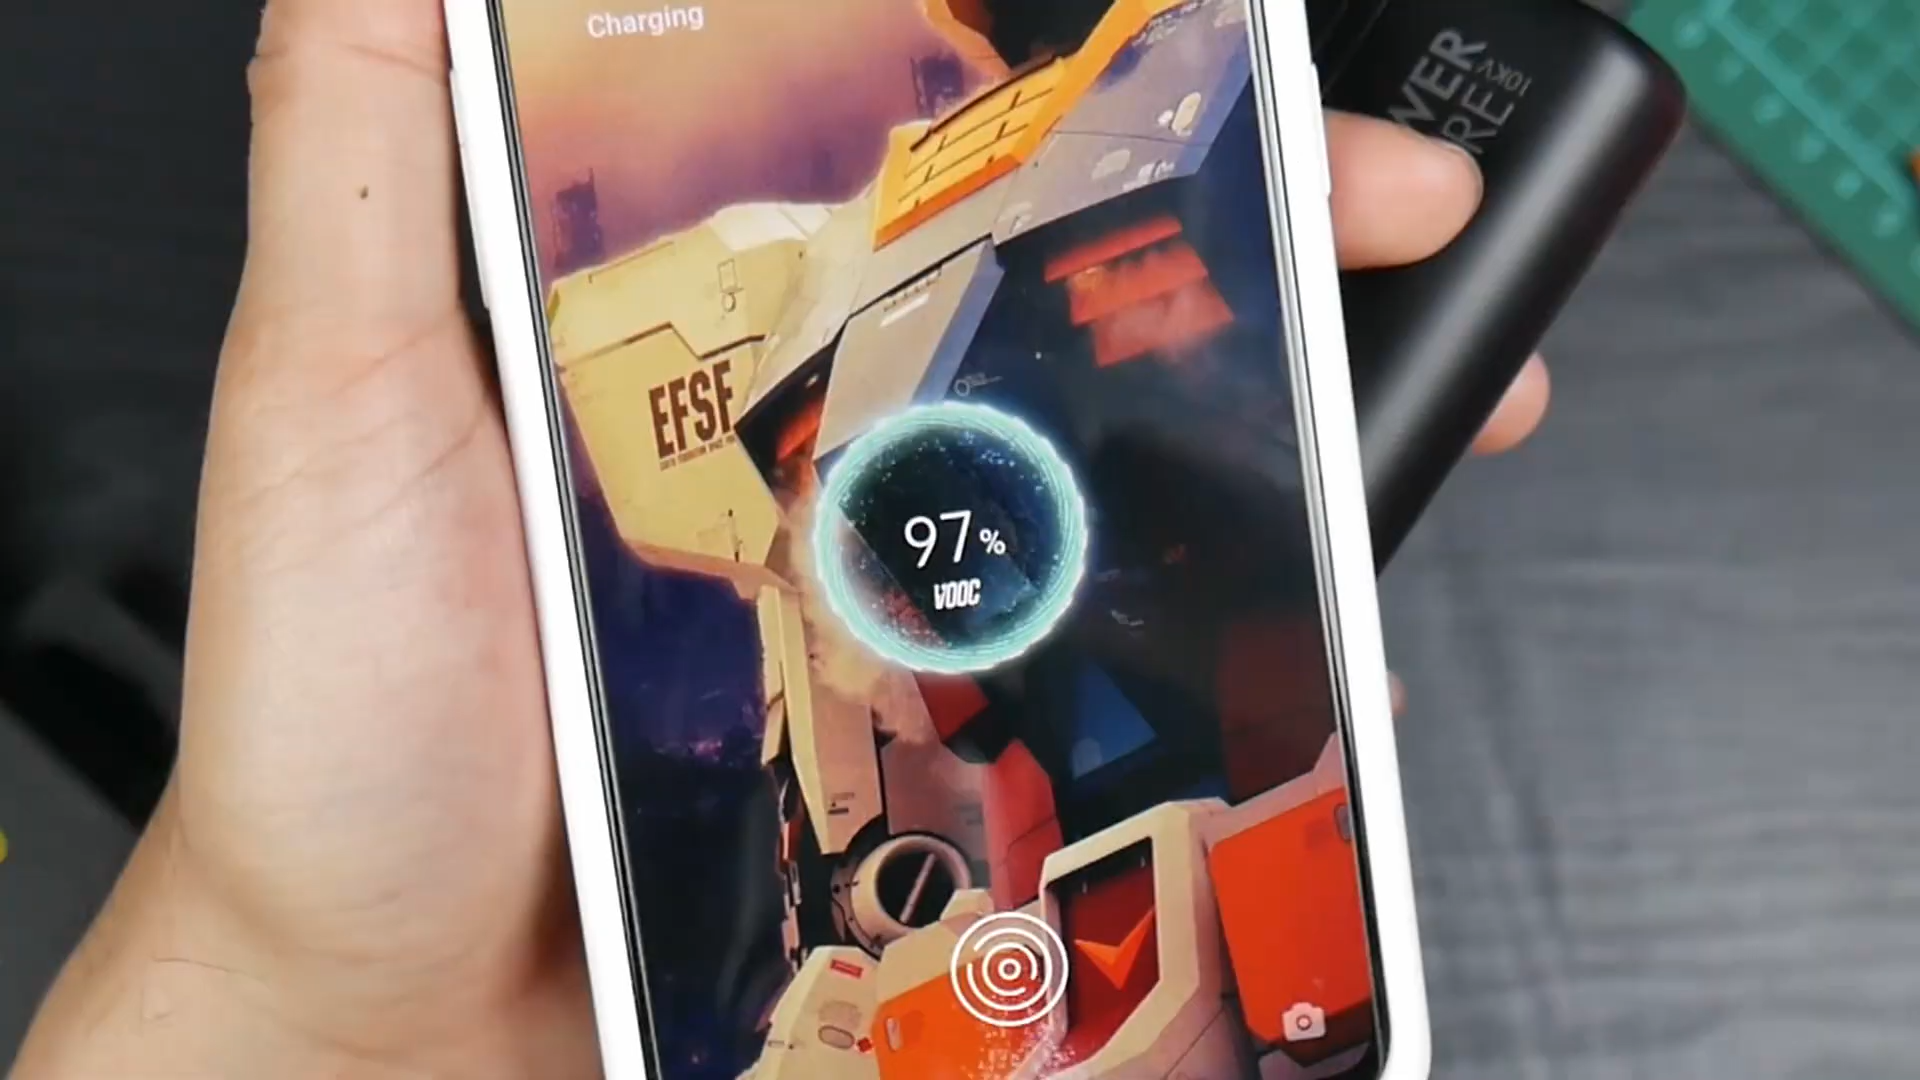 Charging
EFSF
97%
VOOC
WER
RE
10KV